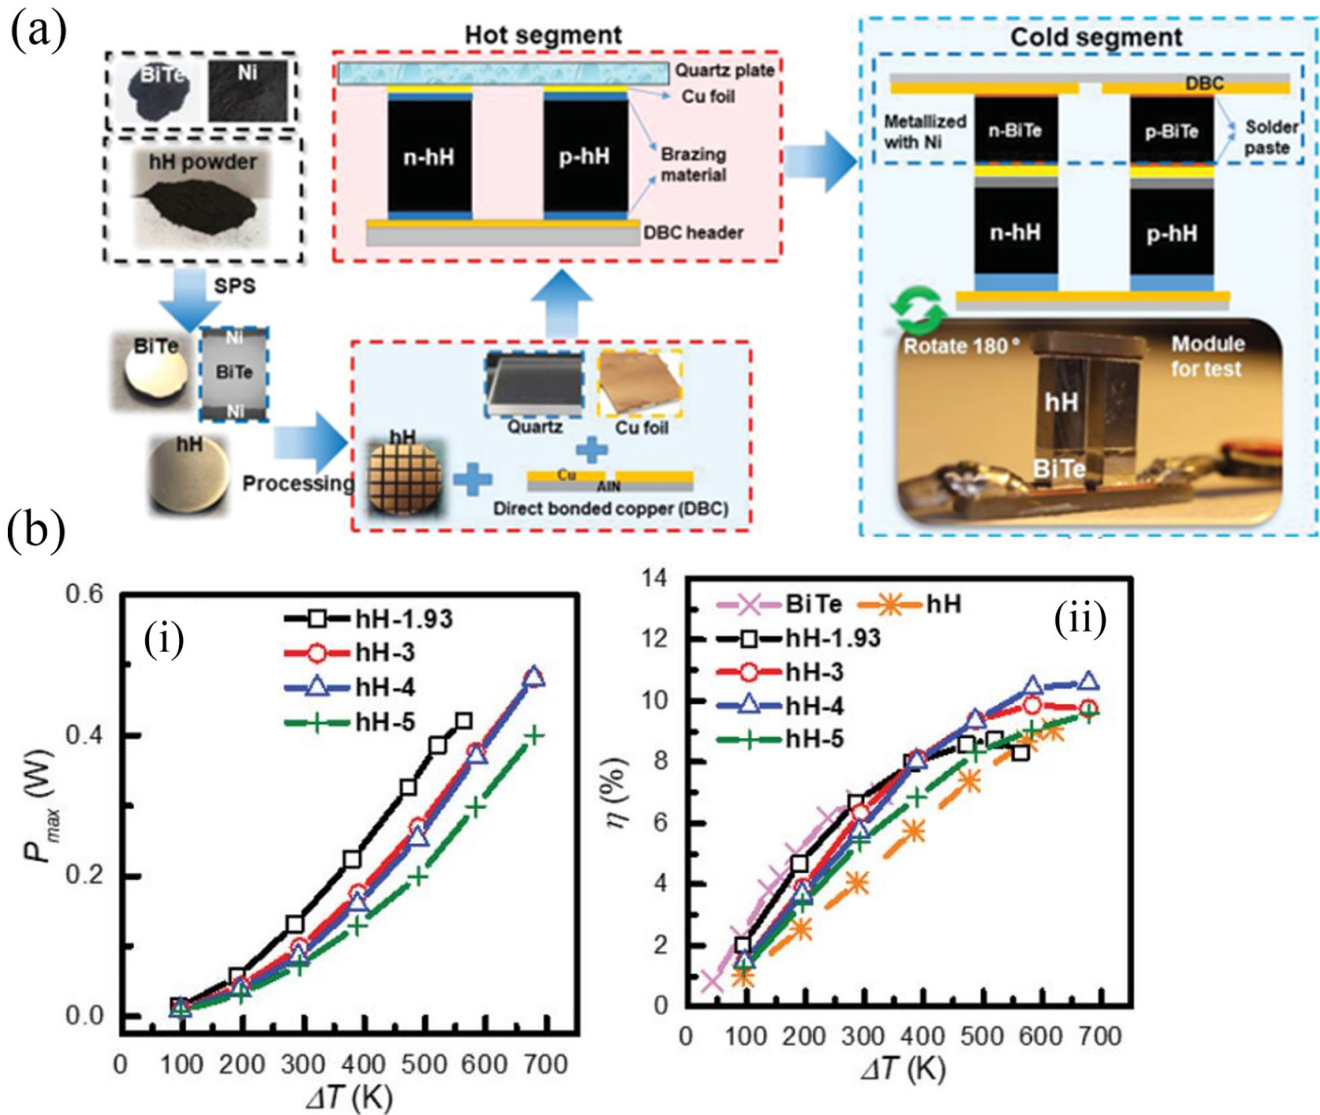 (a)
BiTe
Ni
hH powder
SPS
BiTe
Ni
BiTe
Ni
hH
Processing
Hot segment
Quartz plate
Cu foil
n-hH
p-hH
Brazing
material
DBC header
Quartz
Cu foil
hH
Cu
AlN
Direct bonded copper (DBC)
Cold segment
DBC
Metallized
with Ni
n-BiTe
p-BiTe
Solder
paste
n-hH
p-hH
Rotate 180°
Module
for test
hH
BiTe
(b)
(i)
hH-1.93
hH-3
hH-4
hH-5
0.6
0.4
0.2
0.0
Pmax (W)
0 100 200 300 400 500 600 700
ΔT (K)
(ii)
BiTe hH
hH-1.93
hH-3
hH-4
hH-5
14
12
10
8
6
4
2
0
η (%)
0 100 200 300 400 500 600 700
ΔT (K)